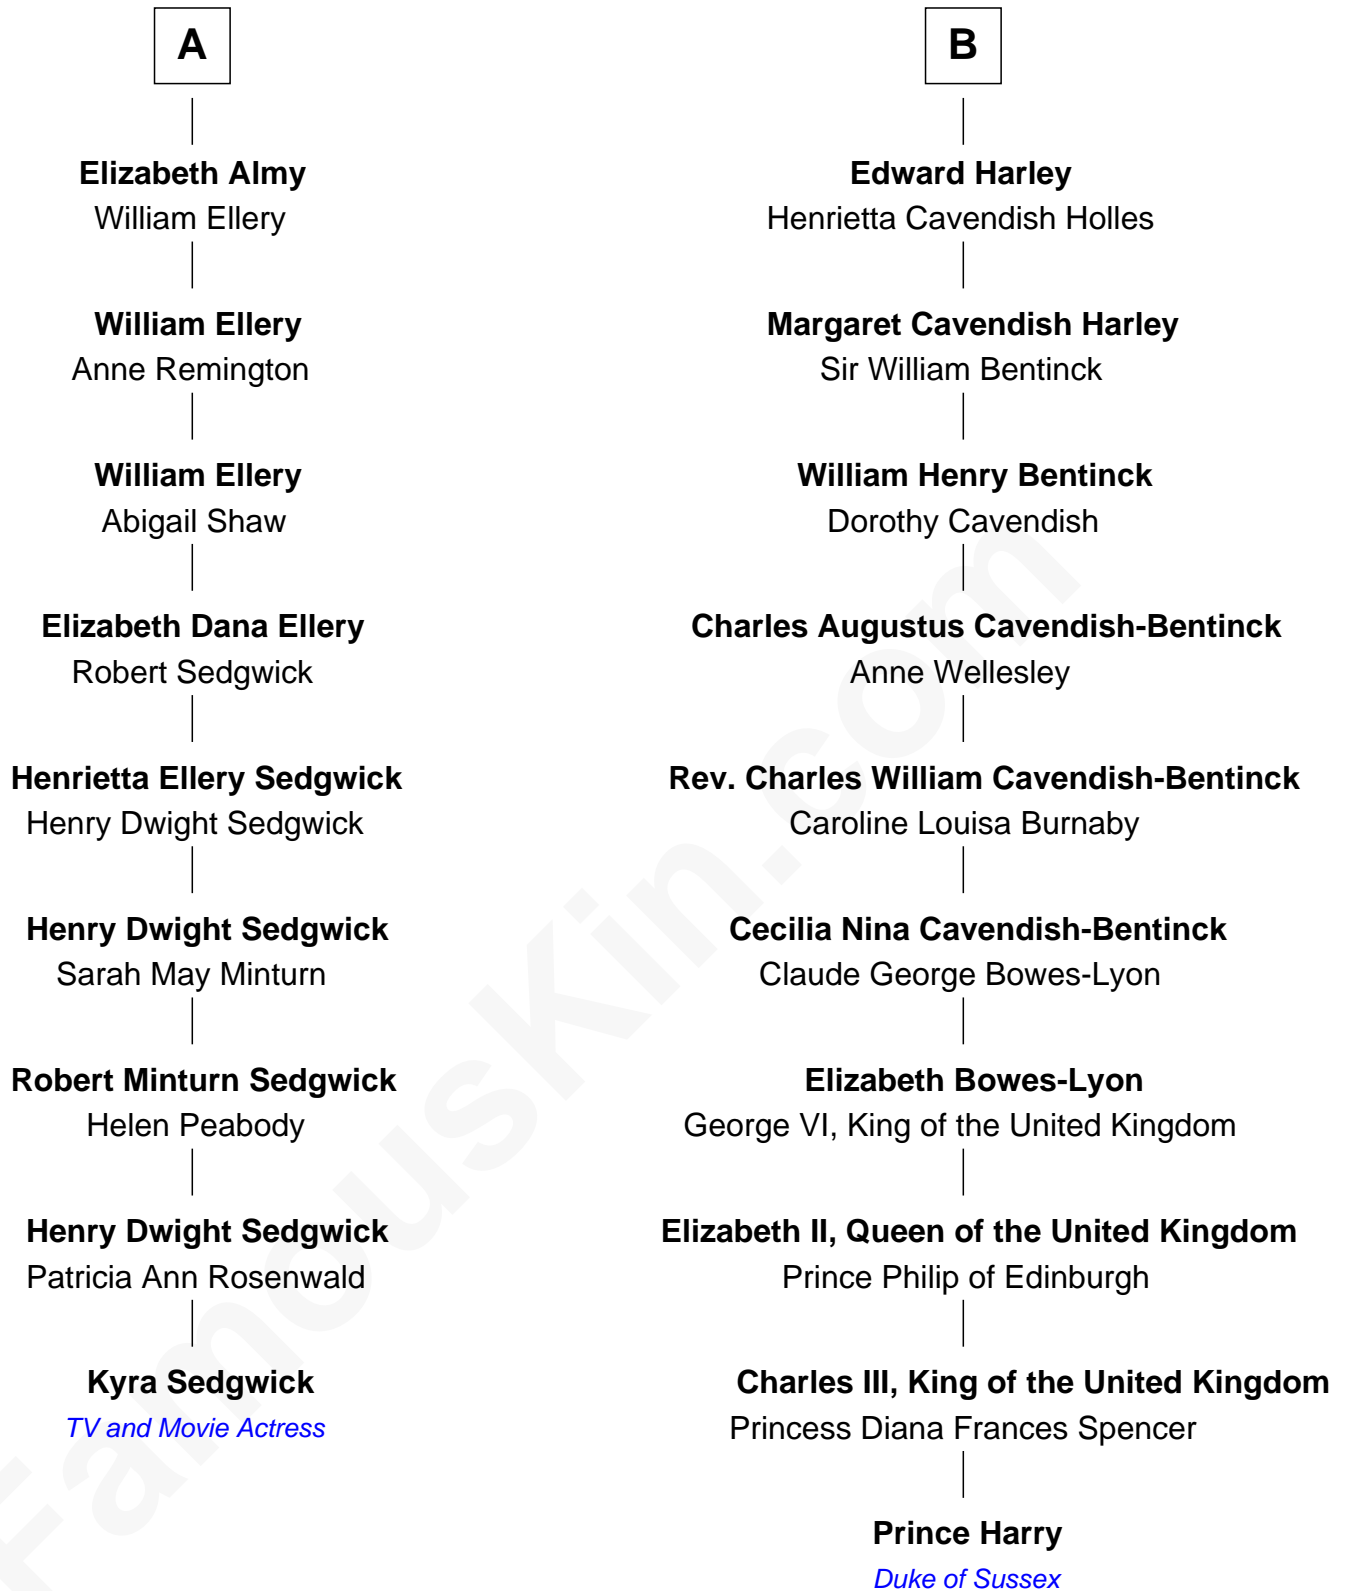 A
Elizabeth Almy
William Ellery
William Ellery
Anne Remington
William Ellery
Abigail Shaw
Elizabeth Dana Ellery
Robert Sedgwick
Henrietta Ellery Sedgwick
Henry Dwight Sedgwick
Henry Dwight Sedgwick
Sarah May Minturn
Robert Minturn Sedgwick
Helen Peabody
Henry Dwight Sedgwick
Patricia Ann Rosenwald
Kyra Sedgwick
TV and Movie Actress
B
Edward Harley
Henrietta Cavendish Holles
Margaret Cavendish Harley
Sir William Bentinck
William Henry Bentinck
Dorothy Cavendish
Charles Augustus Cavendish-Bentinck
Anne Wellesley
Rev. Charles William Cavendish-Bentinck
Caroline Louisa Burnaby
Cecilia Nina Cavendish-Bentinck
Claude George Bowes-Lyon
Elizabeth Bowes-Lyon
George VI, King of the United Kingdom
Elizabeth II, Queen of the United Kingdom
Prince Philip of Edinburgh
Charles III, King of the United Kingdom
Princess Diana Frances Spencer
Prince Harry
Duke of Sussex
FamousKin.com